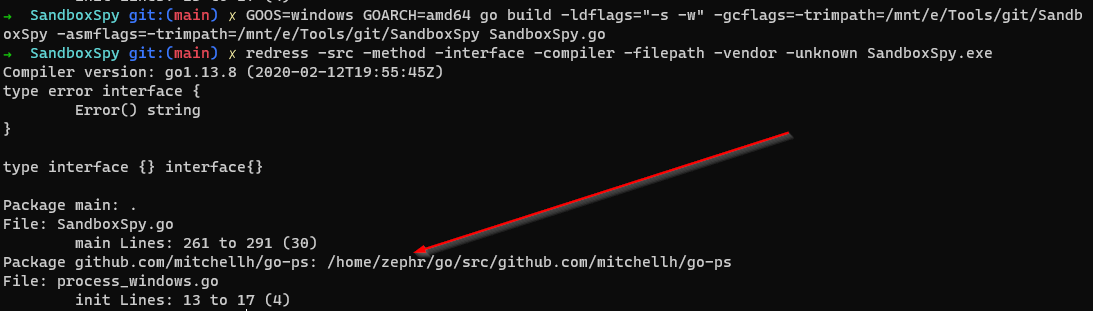 → SandboxSpy git:(main) ✗ GOOS=windows GOARCH=amd64 go build -ldflags="-s -w" -gcflags=-trimpath=/mnt/e/Tools/git/Sandb
oxSpy -asmflags=-trimpath=/mnt/e/Tools/git/SandboxSpy SandboxSpy.go
→ SandboxSpy git:(main) ✗ redress -src -method -interface -compiler -filepath -vendor -unknown SandboxSpy.exe
Compiler version: go1.13.8 (2020-02-12T19:55:45Z)
type error interface {
        Error() string
}
type interface {} interface{}
Package main: .
File: SandboxSpy.go
        main Lines: 261 to 291 (30)
Package github.com/mitchellh/go-ps: /home/zephr/go/src/github.com/mitchellh/go-ps
File: process_windows.go
        init Lines: 13 to 17 (4)